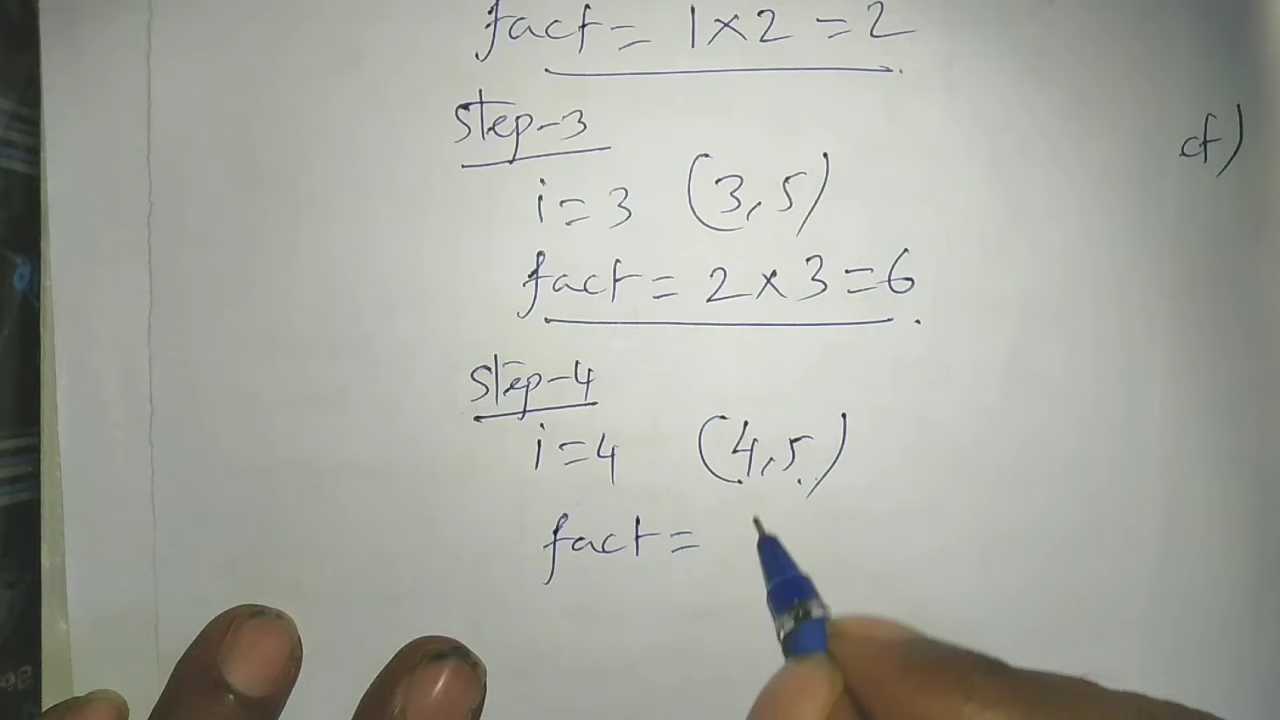 fact = 1×2 = 2
Step-3
i = 3 (3,5)
fact = 2 × 3 = 6
Step-4
i = 4 (4,5)
fact =
cf)